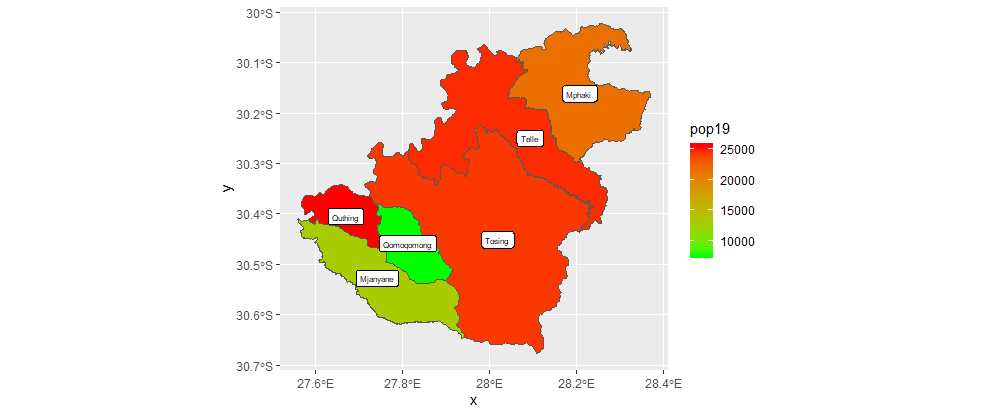 30°S
30.1°S
30.2°S
30.3°S
30.4°S
30.5°S
30.6°S
30.7°S
y
Mphaki
Telle
Quthing
Qomoqomong
Tosing
Mjanyane
27.6°E
27.8°E
28°E
28.2°E
28.4°E
x
pop19
25000
20000
15000
10000